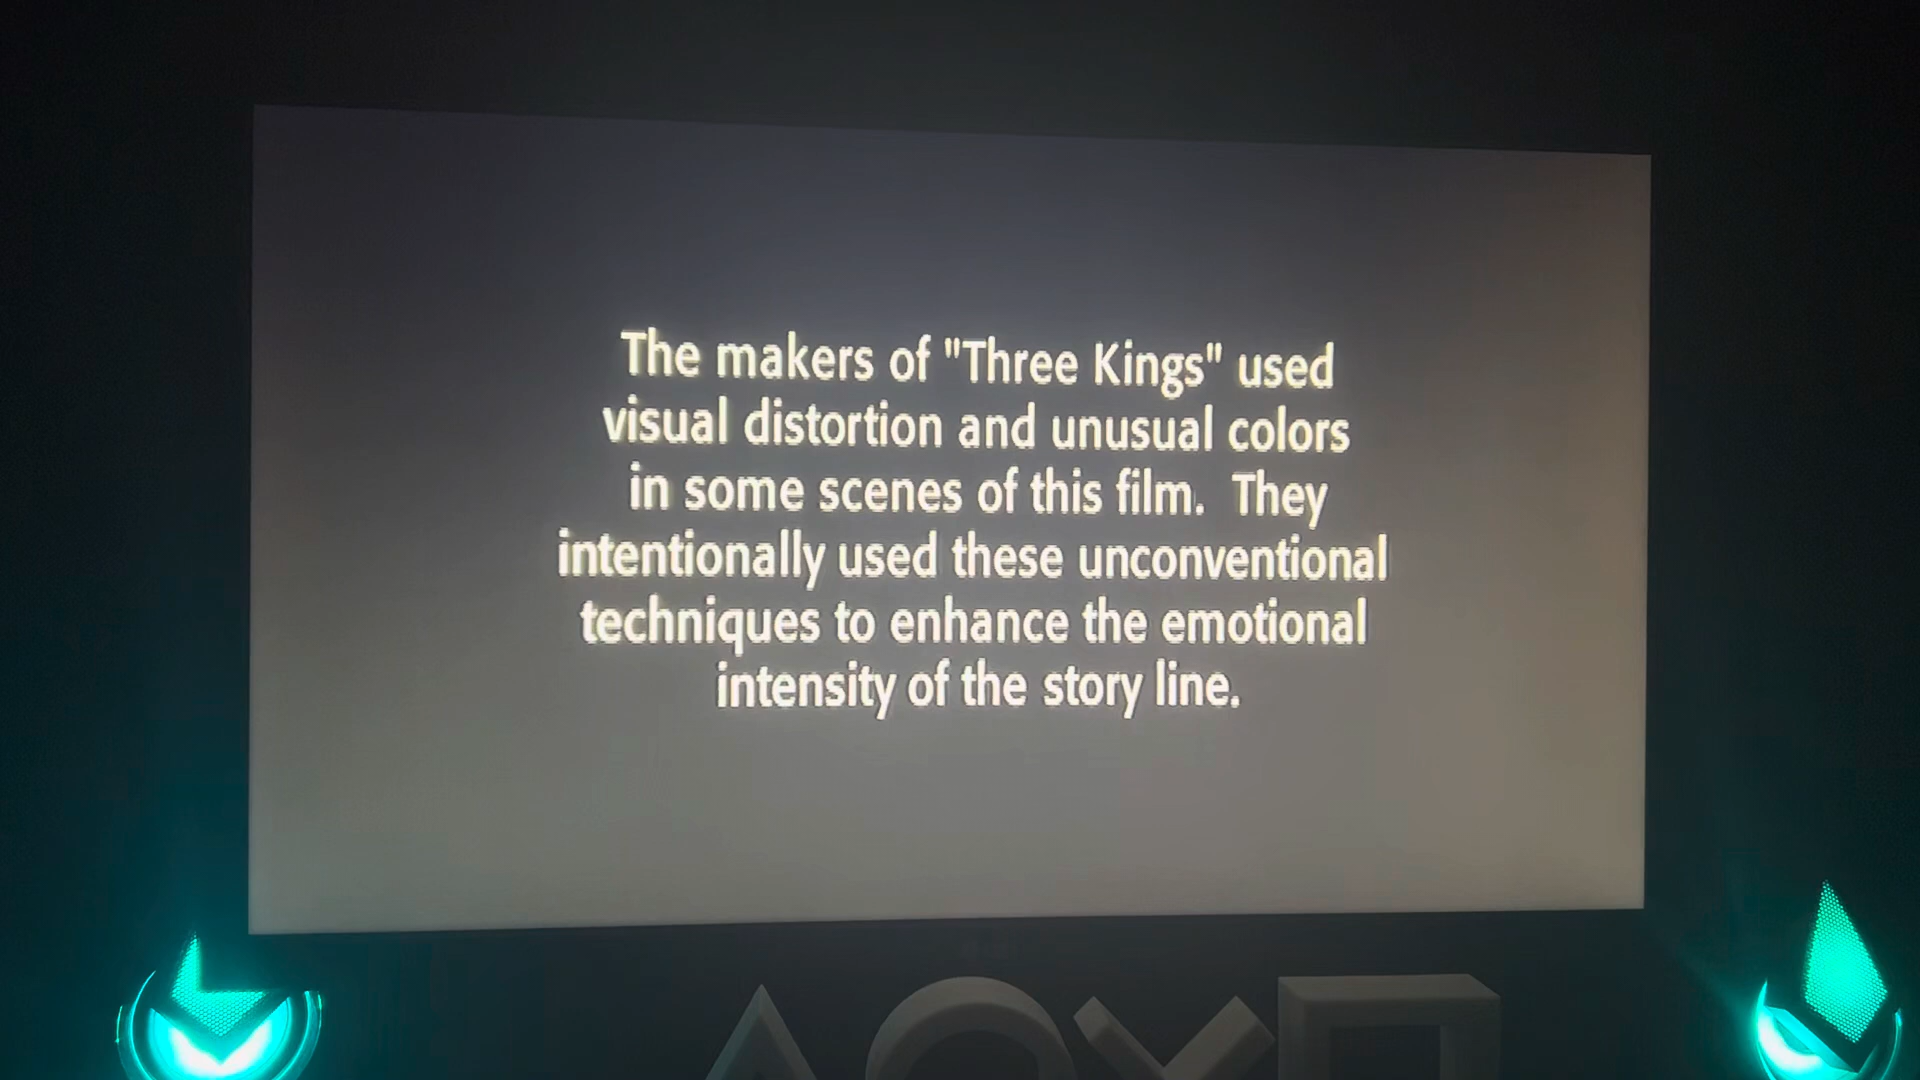 The makers of "Three Kings" used
visual distortion and unusual colors
in some scenes of this film.  They
intentionally used these unconventional
techniques to enhance the emotional
intensity of the story line.